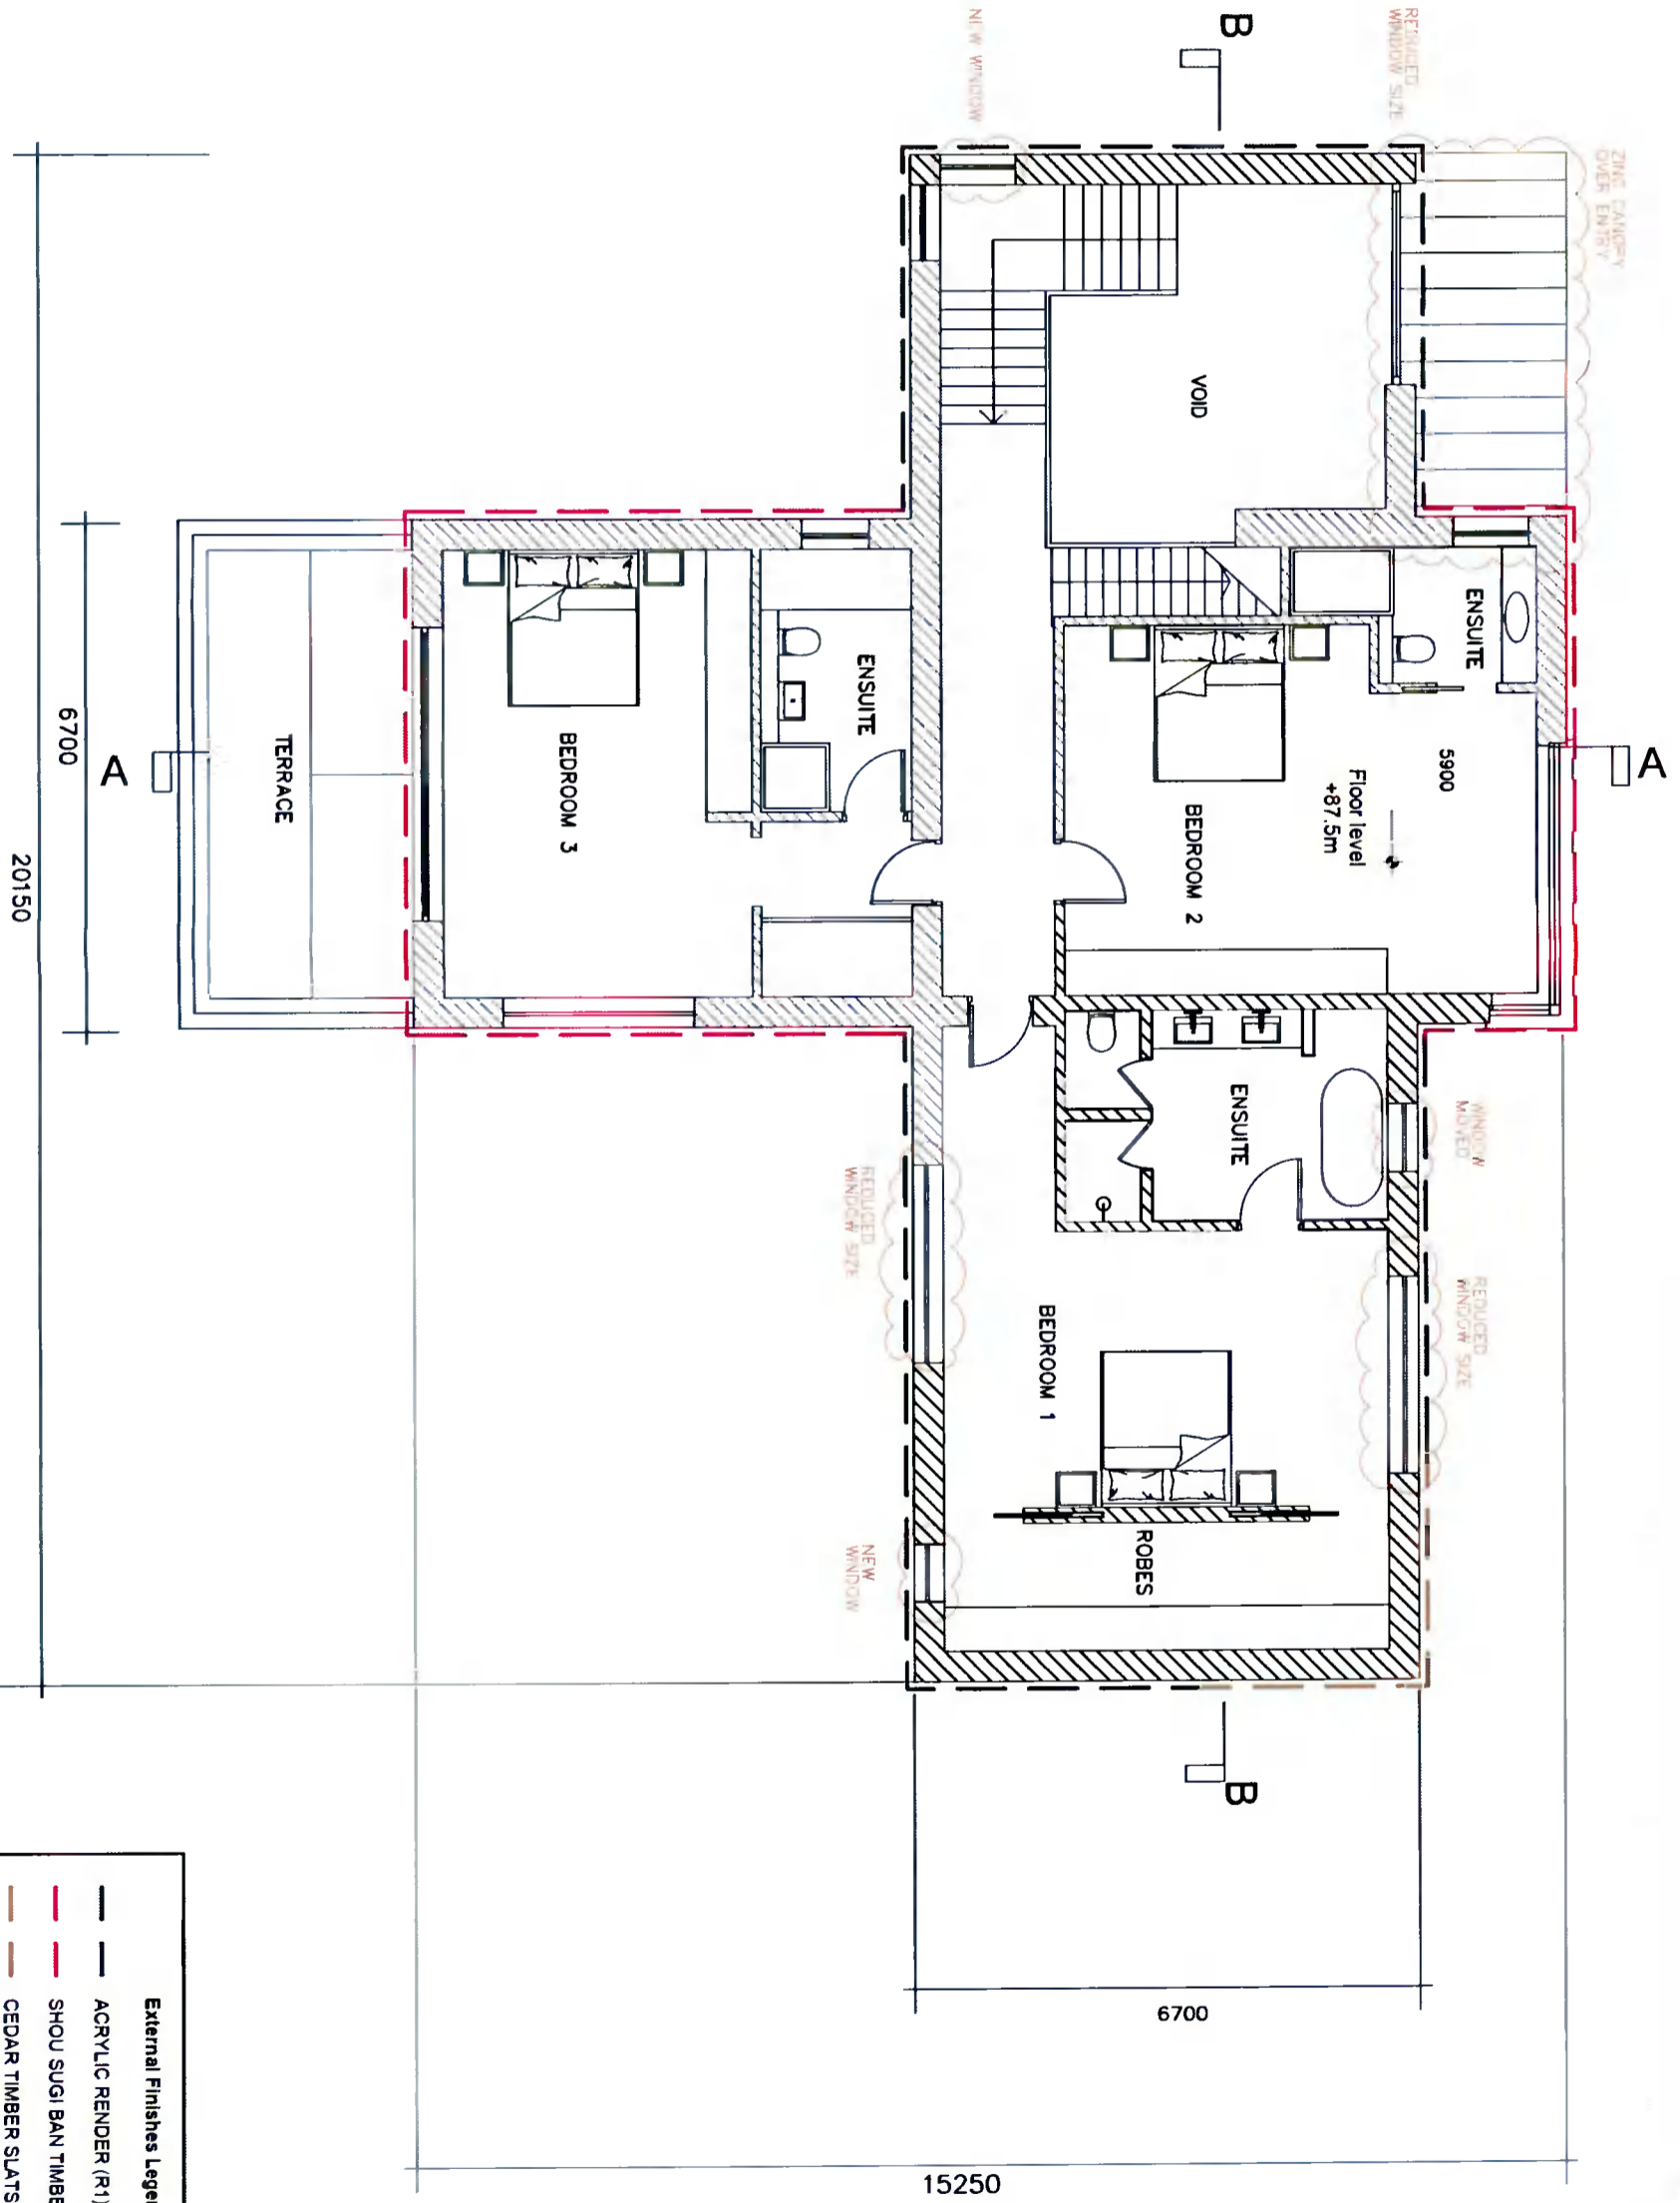 REDUCED
WINDOW SIZE
B
NEW WINDOW
ZINC CANOPY
OVER ENTRY
VOID
ENSUITE
5900
Floor level
+87.5m
BEDROOM 2
ENSUITE
BEDROOM 3
TERRACE
A
A
6700
20150
WINDOW
MOVED
REDUCED
WINDOW SIZE
ENSUITE
BEDROOM 1
ROBES
REDUCED
WINDOW SIZE
NEW
WINDOW
B
6700
15250
External Finishes Lege
ACRYLIC RENDER (R1)
SHOU SUGI BAN TIMBE
CEDAR TIMBER SLATS